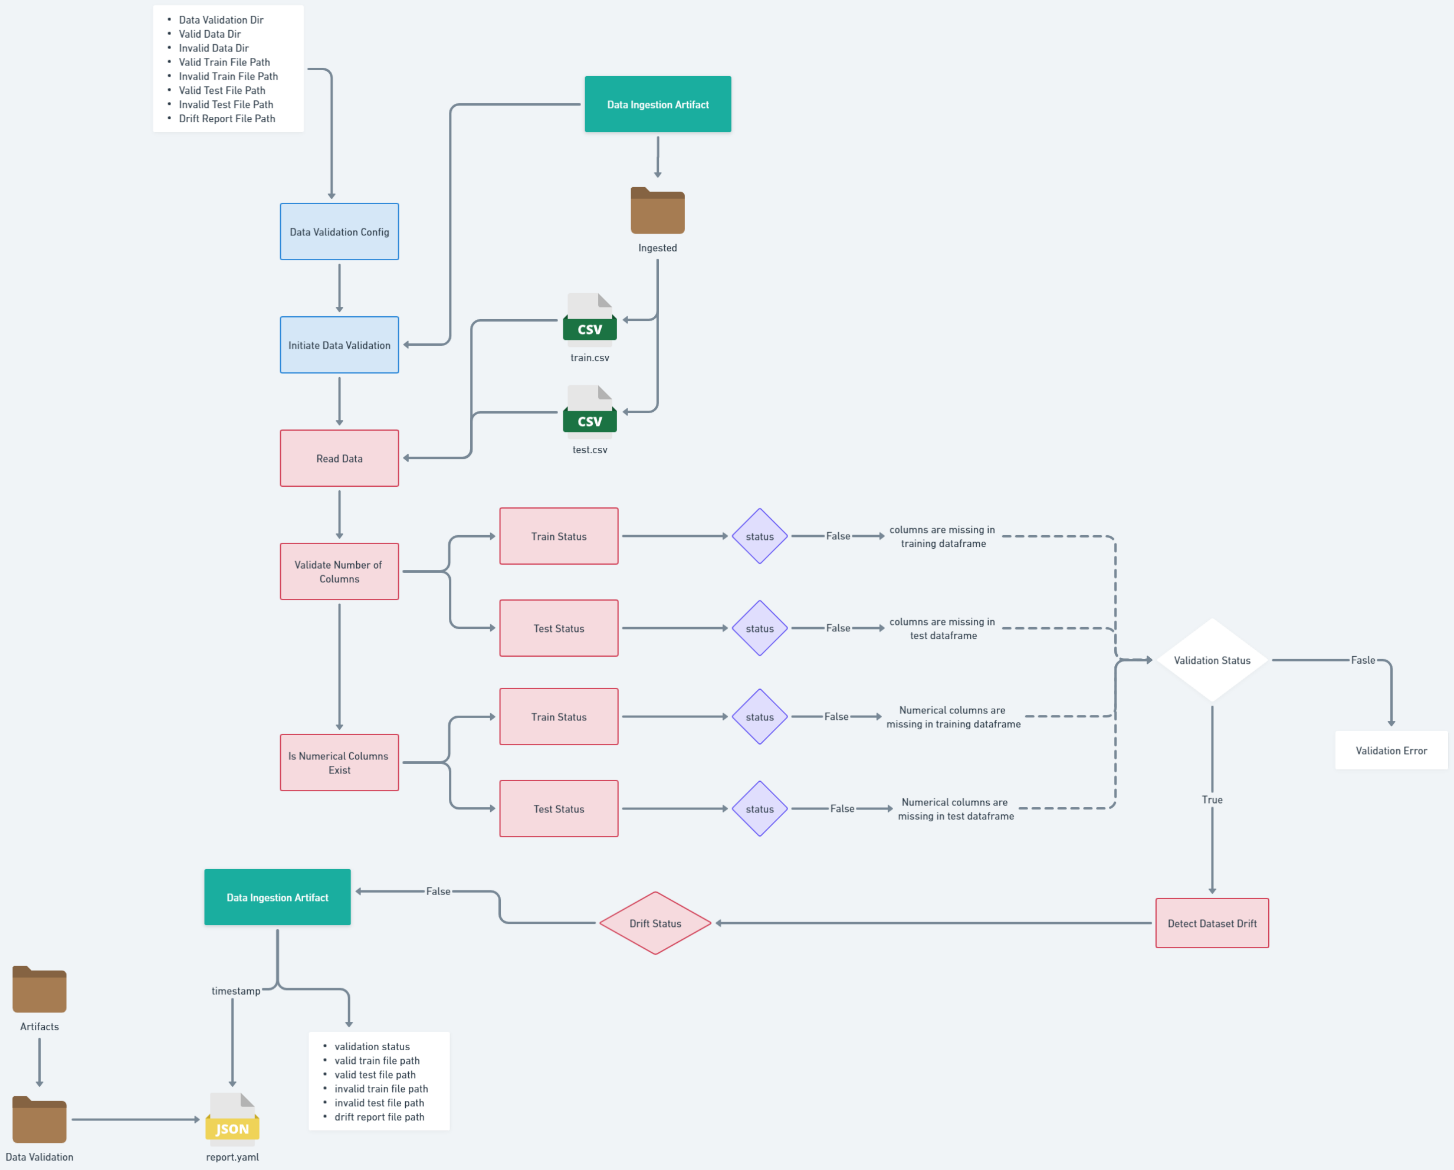 • Data Validation Dir
• Valid Data Dir
• Invalid Data Dir
• Valid Train File Path
• Invalid Train File Path
• Valid Test File Path
• Invalid Test File Path
• Drift Report File Path
Data Ingestion Artifact
Ingested
Data Validation Config
CSV
train.csv
Initiate Data Validation
CSV
test.csv
Read Data
Validate Number of
Columns
Train Status
status
False
columns are missing in
training dataframe
Test Status
status
False
columns are missing in
test dataframe
Validation Status
Fasle
Validation Error
True
Is Numerical Columns
Exist
Train Status
status
False
Numerical columns are
missing in training dataframe
Test Status
status
False
Numerical columns are
missing in test dataframe
Detect Dataset Drift
Drift Status
False
Data Ingestion Artifact
timestamp
• validation status
• valid train file path
• valid test file path
• invalid train file path
• invalid test file path
• drift report file path
Artifacts
Data Validation
JSON
report.yaml